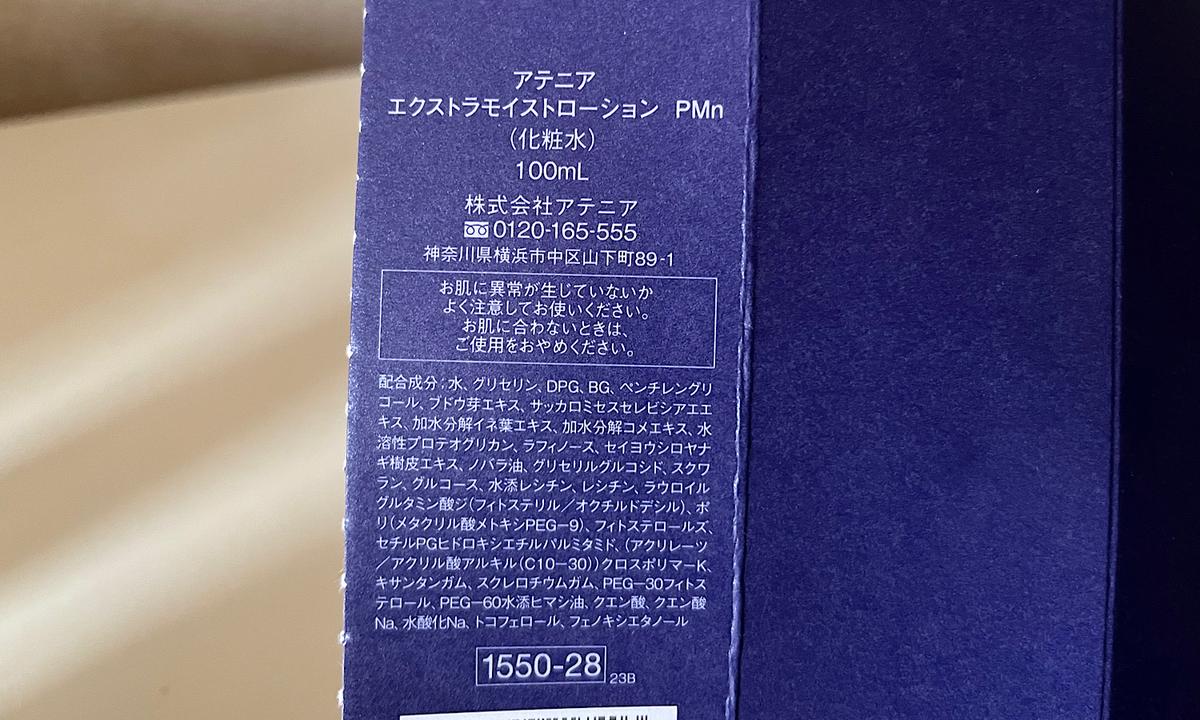 アテニア
エクストラモイストローション PMn
(化粧水)
100mL
株式会社アテニア
0120-165-555
神奈川県横浜市中区山下町89-1
お肌に異常が生じていないか
よく注意してお使いください。
お肌に合わないときは、
ご使用をおやめください。
配合成分:水、グリセリン、DPG、BG、ペンチレングリ
コール、ブドウ芽エキス、サッカロミセスセレビシアエエ
キス、加水分解イネ葉エキス、加水分解コメエキス、水
溶性プロテオグリカン、ラフィノース、セイヨウシロヤナ
ギ樹皮エキス、ノバラ油、グリセリルグルコシド、スクワ
ラン、グルコース、水添レシチン、レシチン、ラウロイル
グルタミン酸ジ(フィトステリル/オクチルドデシル)、ポ
リ(メタクリル酸メトキシPEG-9)、フィトステロールズ、
セチルPGヒドロキシエチルパルミタミド、(アクリレーツ
/アクリル酸アルキル(C10-30))クロスポリマーK、
キサンタンガム、スクレロチウムガム、PEG-30フィトス
テロール、PEG-60水添ヒマシ油、クエン酸、クエン酸
Na、水酸化Na、トコフェロール、フェノキシエタノール
1550-28 23B